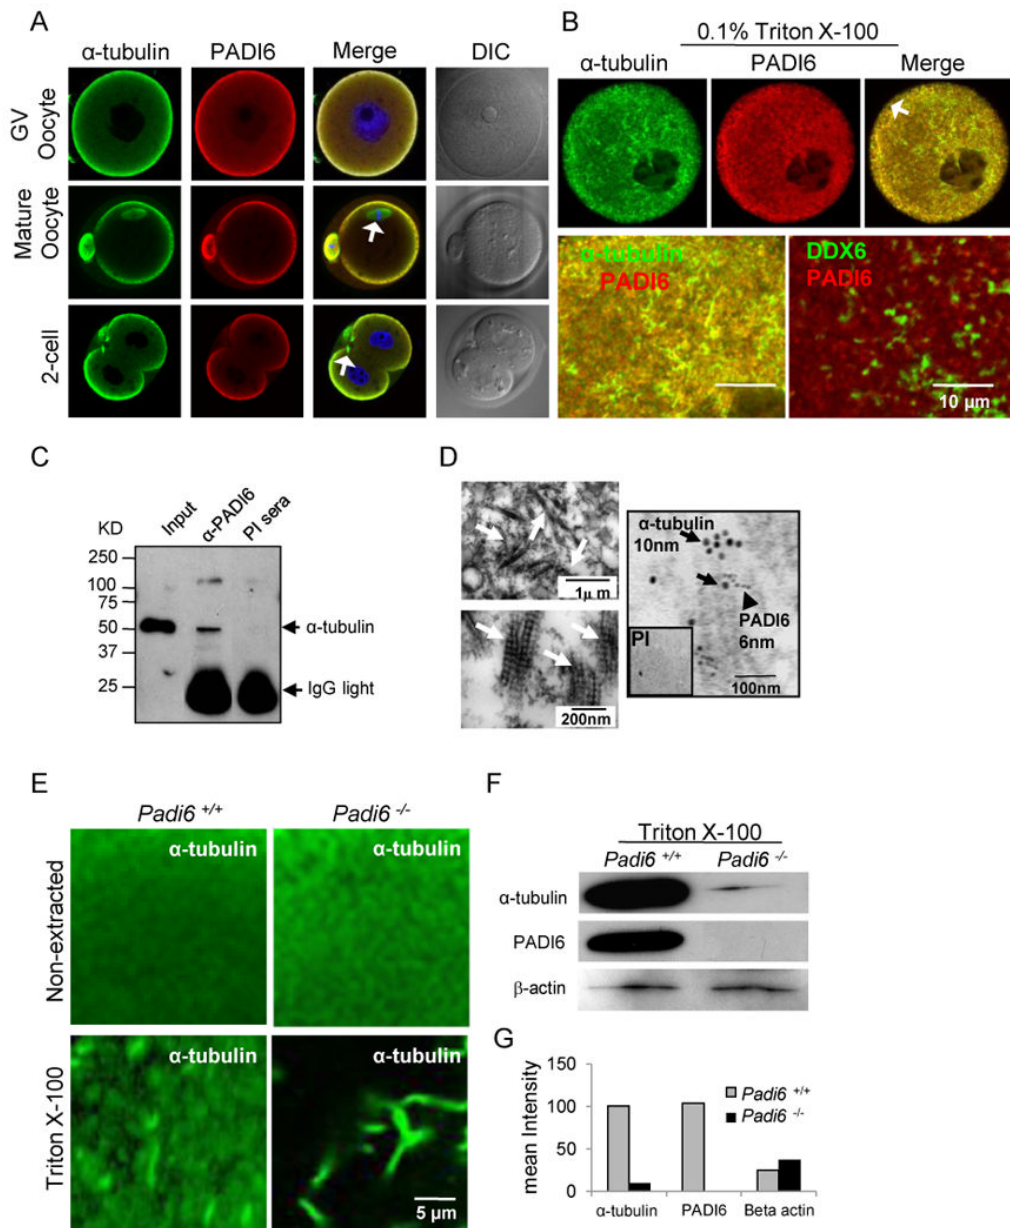 A
α-tubulin PADI6 Merge DIC
GV Oocyte
Mature Oocyte
2-cell
B
0.1% Triton X-100
α-tubulin PADI6 Merge
α-tubulin
PADI6
DDX6
PADI6
10 μm
C
KD
Input
α-PADI6
PI sera
250
100
75
50
37
25
α-tubulin
IgG light
D
1μ m
200nm
α-tubulin
10nm
PADI6
6nm
PI
100nm
E
Padi6 +/+ Padi6 -/-
Non-extracted
α-tubulin α-tubulin
Triton X-100
α-tubulin α-tubulin
5 μm
F
Triton X-100
Padi6 +/+ Padi6 -/-
α-tubulin
PADI6
β-actin
G
mean Intensity
150
100
50
0
Padi6 +/+
Padi6 -/-
α-tubulin PADI6 Beta actin